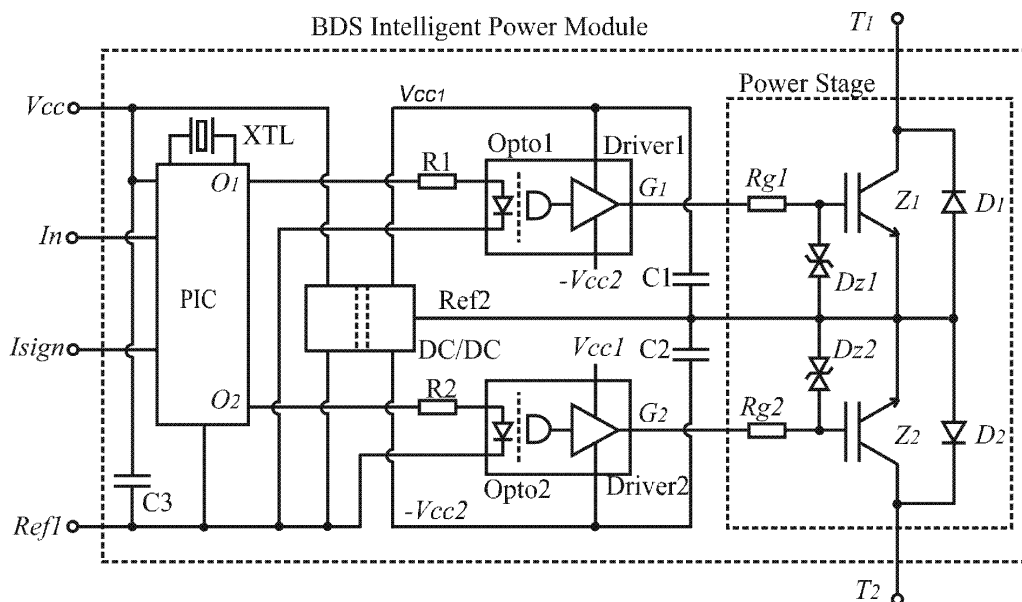 T1
BDS Intelligent Power Module
Power Stage
Vcc
Vcc1
XTL
Opto1
Driver1
O1
R1
G1
Rg1
Z1
D1
In
-Vcc2
C1
Dz1
PIC
Ref2
Isign
DC/DC
Vcc1
C2
Dz2
O2
R2
G2
Rg2
Z2
D2
C3
Opto2
Driver2
Ref1
-Vcc2
T2